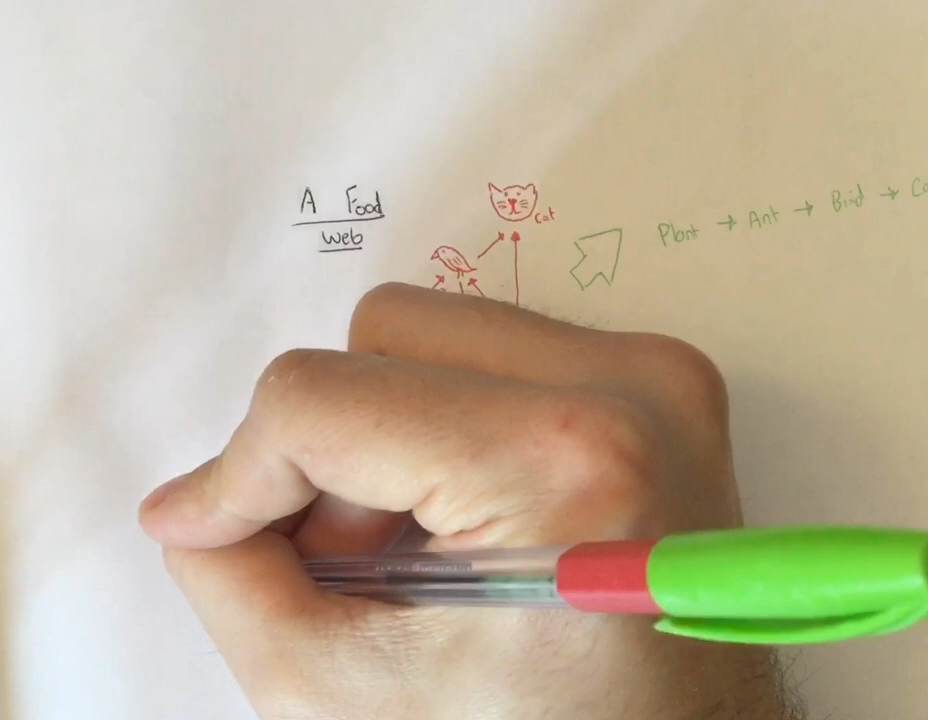 A Food
Web
Cat
Plant → Ant → Bird →